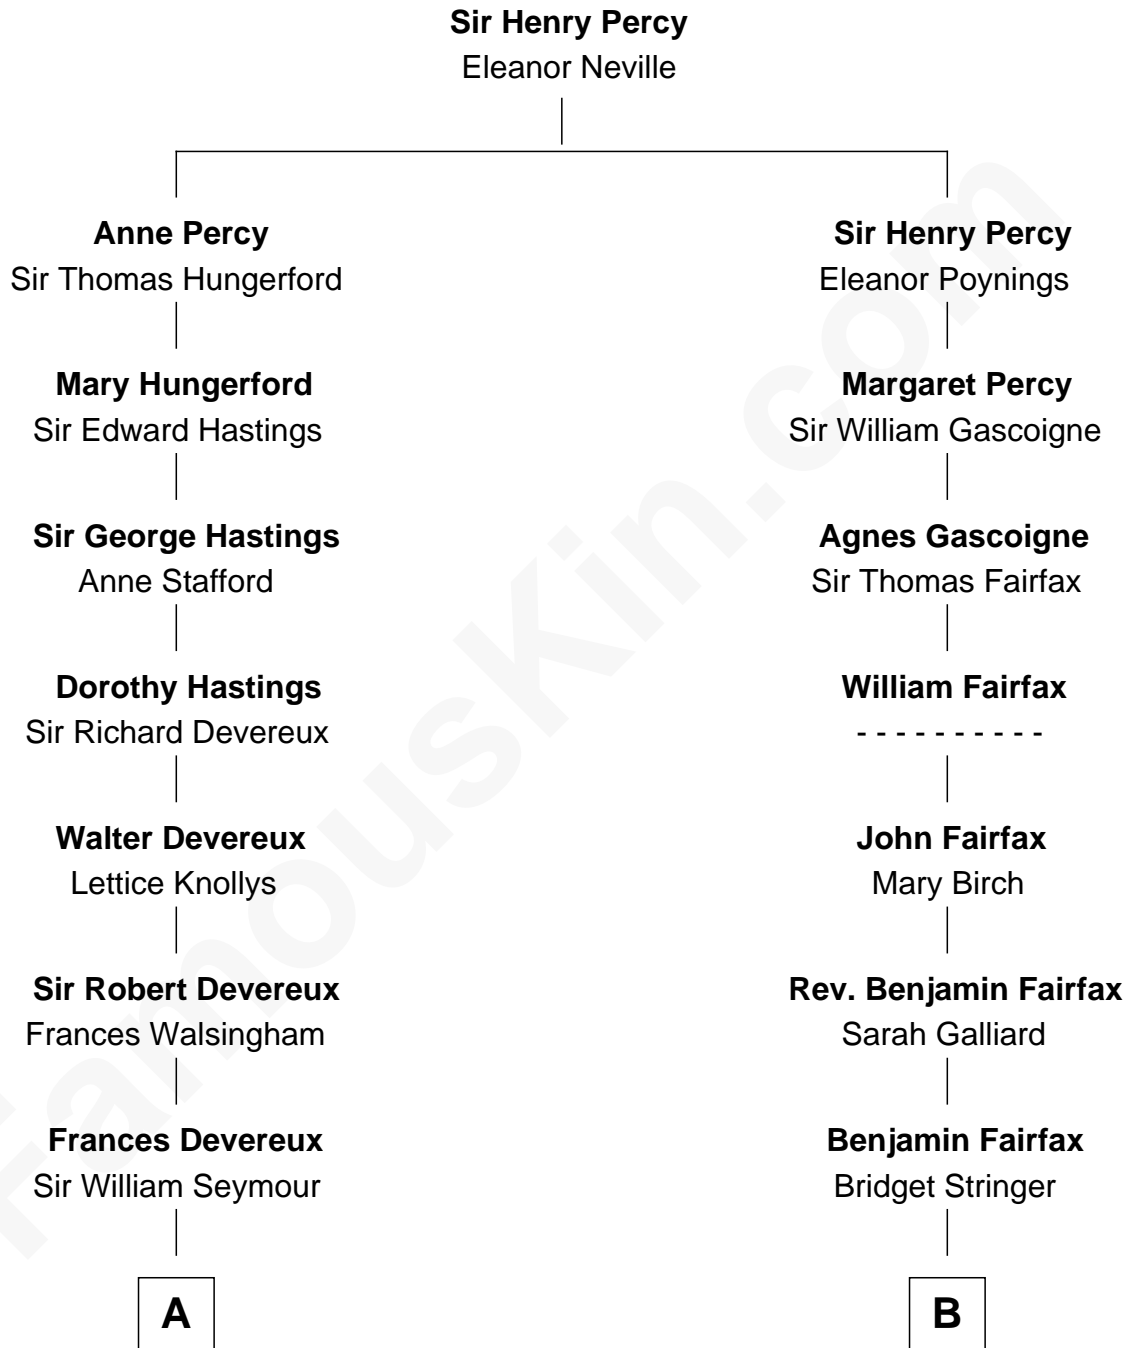 Sir Henry Percy
Eleanor Neville
Anne Percy
Sir Thomas Hungerford
Sir Henry Percy
Eleanor Poynings
Mary Hungerford
Sir Edward Hastings
Margaret Percy
Sir William Gascoigne
Sir George Hastings
Anne Stafford
Agnes Gascoigne
Sir Thomas Fairfax
Dorothy Hastings
Sir Richard Devereux
William Fairfax
- - - - - - - - - -
Walter Devereux
Lettice Knollys
John Fairfax
Mary Birch
Sir Robert Devereux
Frances Walsingham
Rev. Benjamin Fairfax
Sarah Galliard
Frances Devereux
Sir William Seymour
Benjamin Fairfax
Bridget Stringer
A
B
FamousKin.com